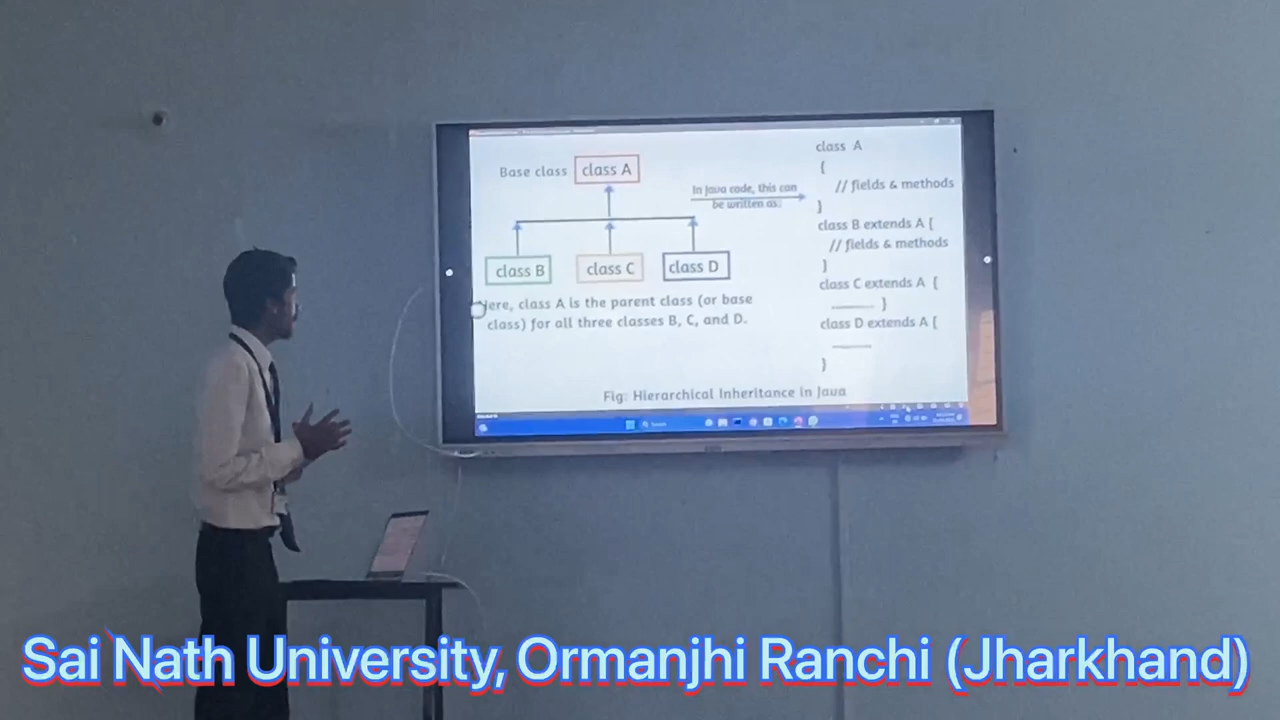 Base class class A
In Java code, this can
be written as:
class B class C class D
Here, class A is the parent class (or base
class) for all three classes B, C, and D.
class A
{
// fields & methods
}
class B extends A {
// fields & methods
}
class C extends A {
}
class D extends A {
}
Fig: Hierarchical Inheritance in Java
Search
Sai Nath University, Ormanjhi Ranchi (Jharkhand)